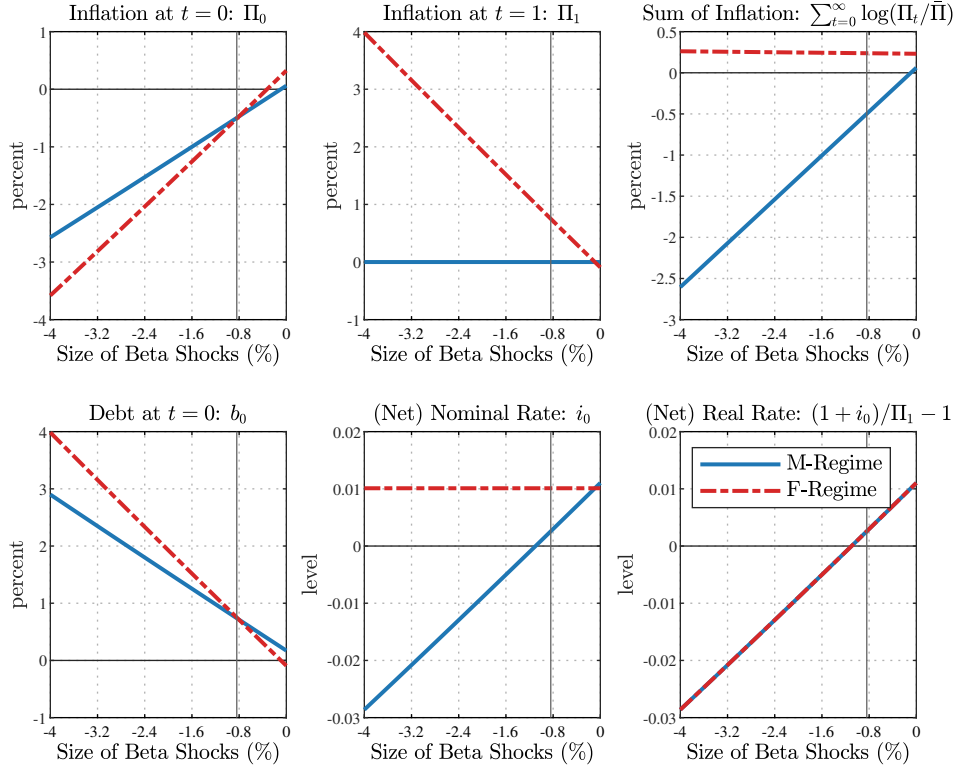 Inflation at t = 0: Π₀
percent
1
0
-1
-2
-3
-4
-4 -3.2 -2.4 -1.6 -0.8 0
Size of Beta Shocks (%)
Inflation at t = 1: Π₁
percent
4
3
2
1
0
-1
-4 -3.2 -2.4 -1.6 -0.8 0
Size of Beta Shocks (%)
Sum of Inflation: ∑_{t=0}^{∞} log(Π_t/Π̄)
percent
0.5
0
-0.5
-1
-1.5
-2
-2.5
-3
-4 -3.2 -2.4 -1.6 -0.8 0
Size of Beta Shocks (%)
Debt at t = 0: b₀
percent
4
3
2
1
0
-1
-4 -3.2 -2.4 -1.6 -0.8 0
Size of Beta Shocks (%)
(Net) Nominal Rate: i₀
level
0.02
0.01
0
-0.01
-0.02
-0.03
-4 -3.2 -2.4 -1.6 -0.8 0
Size of Beta Shocks (%)
(Net) Real Rate: (1 + i₀)/Π₁ − 1
level
0.02
0.01
0
-0.01
-0.02
-0.03
M-Regime
F-Regime
-4 -3.2 -2.4 -1.6 -0.8 0
Size of Beta Shocks (%)